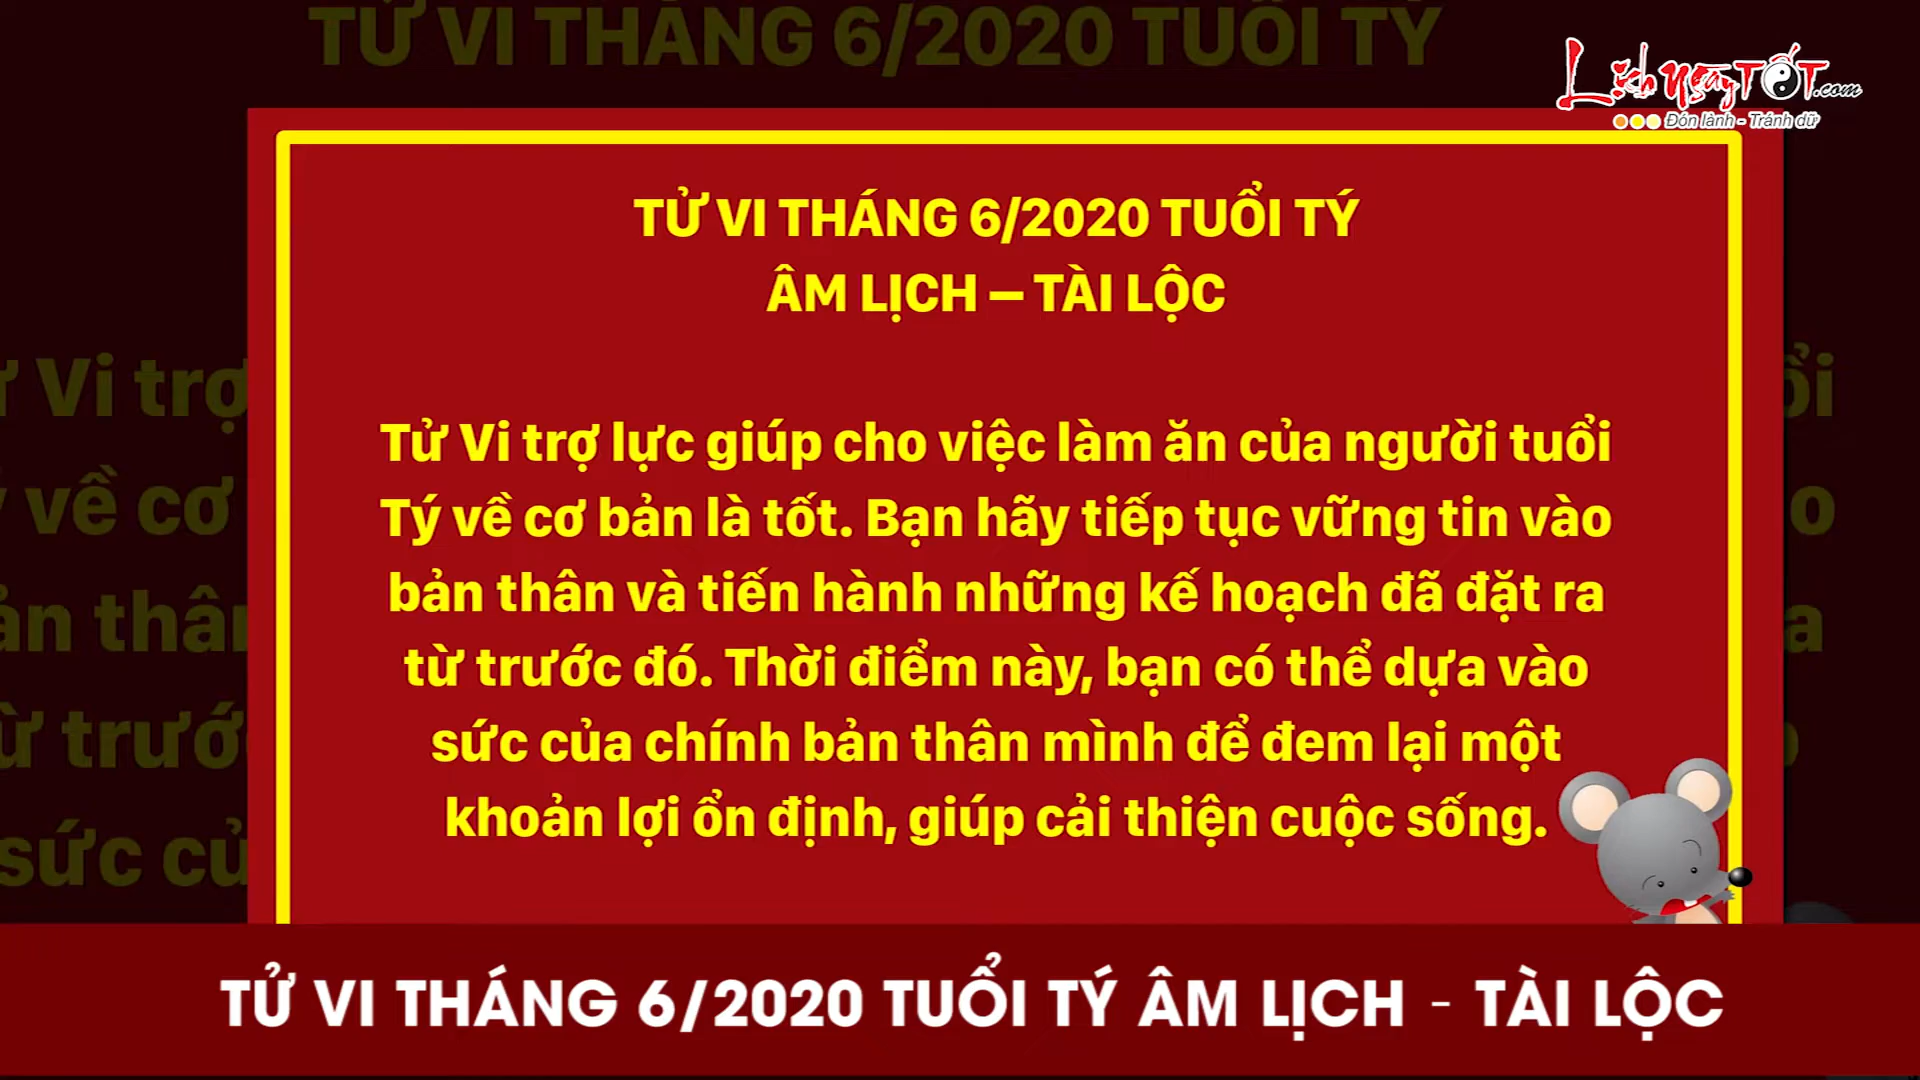 TỬ VI THÁNG 6/2020 TUỔI TÝ
LỊCH NGÀY TỐT.com
Đón lành - Tránh dữ
TỬ VI THÁNG 6/2020 TUỔI TÝ
ÂM LỊCH – TÀI LỘC
Tử Vi trợ lực giúp cho việc làm ăn của người tuổi
Tý về cơ bản là tốt. Bạn hãy tiếp tục vững tin vào
bản thân và tiến hành những kế hoạch đã đặt ra
từ trước đó. Thời điểm này, bạn có thể dựa vào
sức của chính bản thân mình để đem lại một
khoản lợi ổn định, giúp cải thiện cuộc sống.
TỬ VI THÁNG 6/2020 TUỔI TÝ ÂM LỊCH - TÀI LỘC